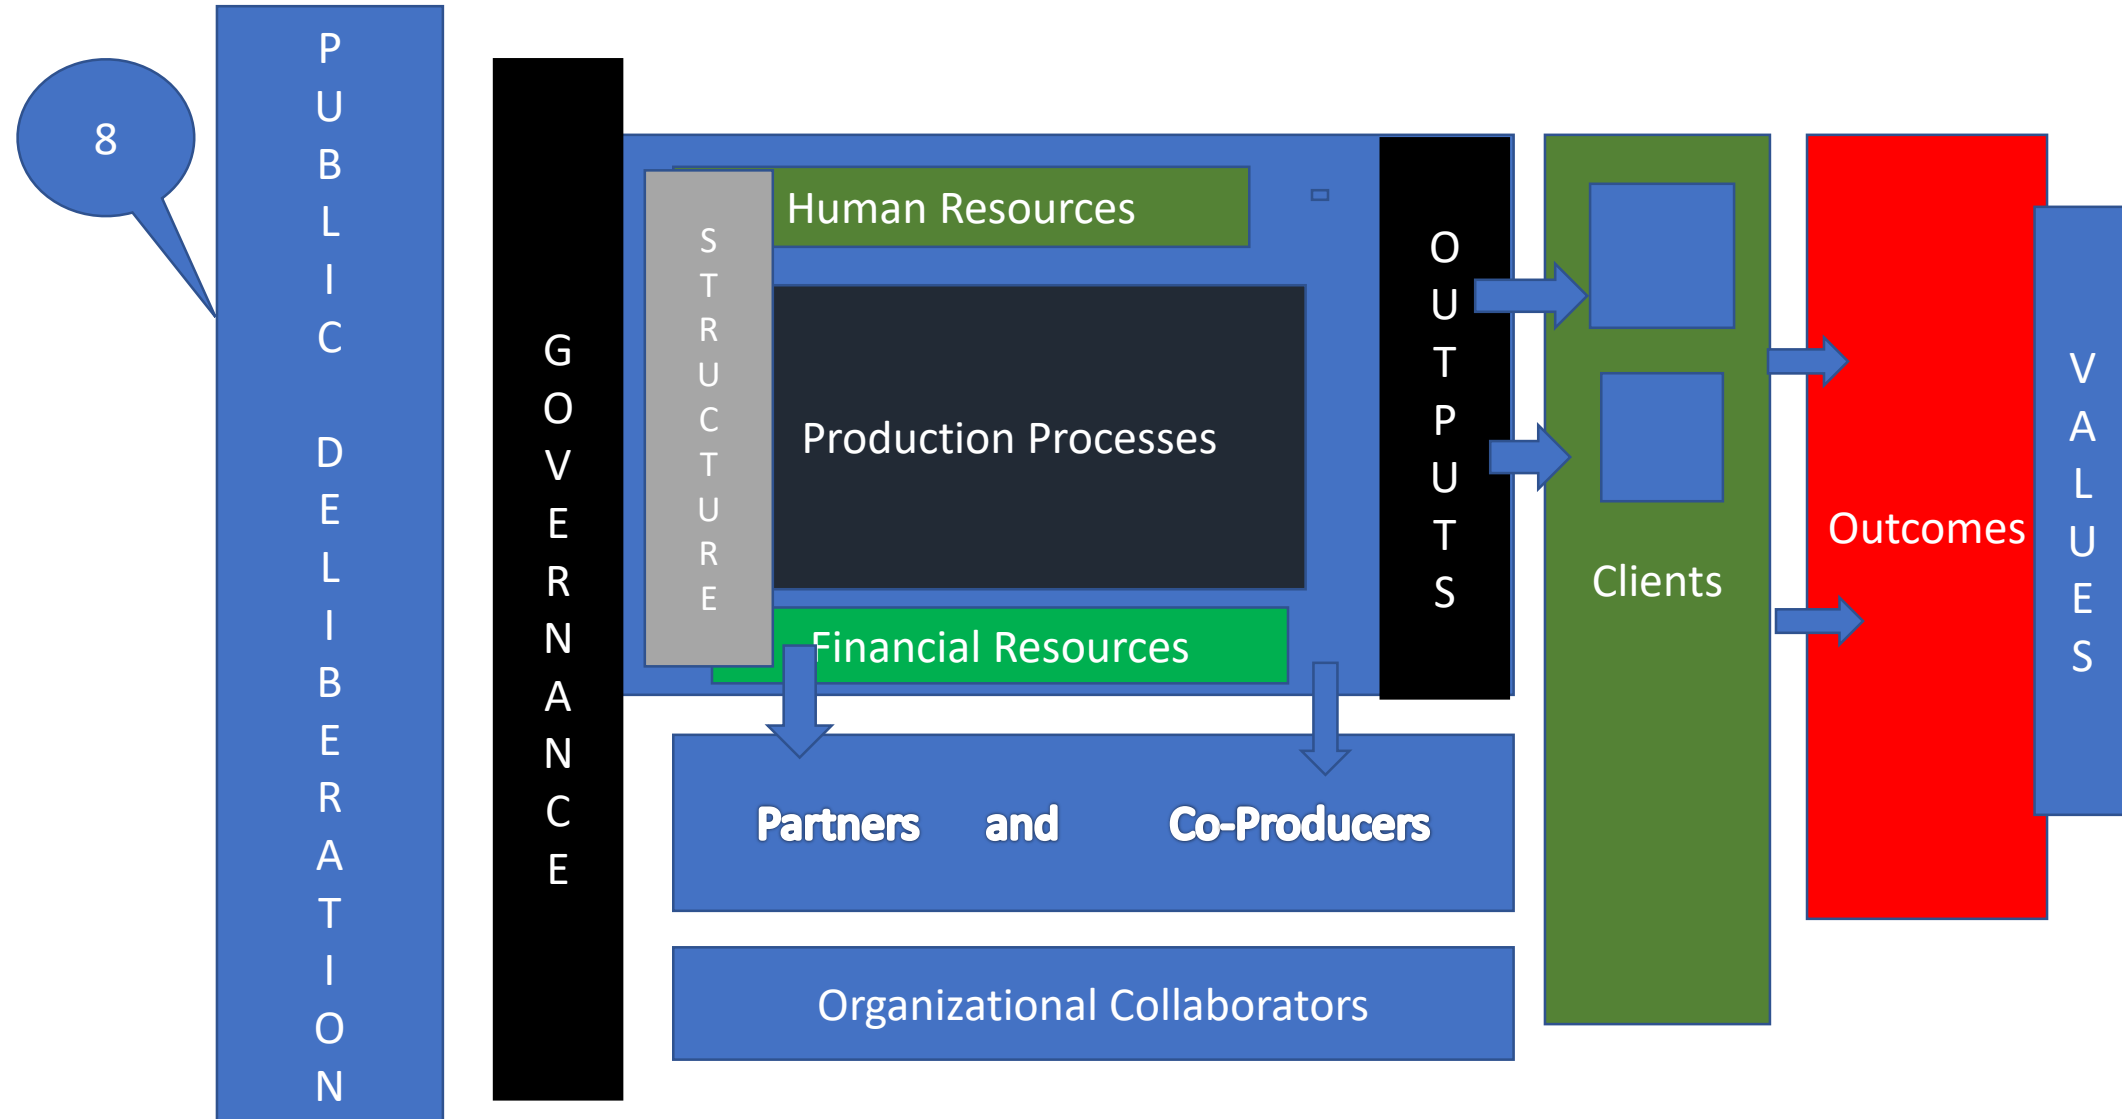 8
PUBLIC DELIBERATION
GOVERNANCE
STRUCTURE
Human Resources
Production Processes
Financial Resources
OUTPUTS
Partners and Co-Producers
Organizational Collaborators
Clients
Outcomes
VALUES